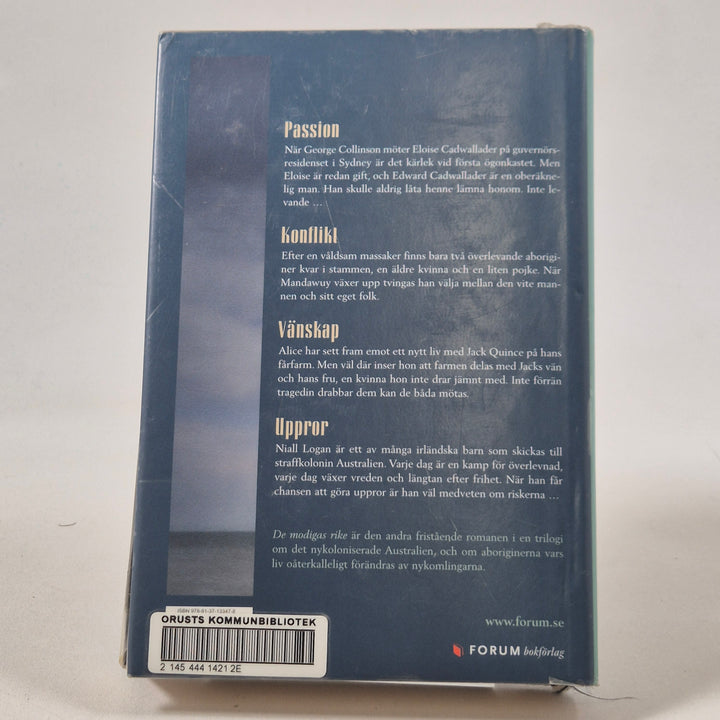 Passion
När George Collinson möter Eloise Cadwallader på guvernörs-
residenset i Sydney är det kärlek vid första ögonkastet. Men
Eloise är redan gift, och Edward Cadwallader är en oberäkne-
lig man. Han skulle aldrig låta henne lämna honom. Inte le-
vande ...
Konflikt
Efter en våldsam massaker finns bara två överlevande aborigi-
ner kvar i stammen, en äldre kvinna och en liten pojke. När
Mandawuy växer upp tvingas han välja mellan den vite man-
nen och sitt eget folk.
Vänskap
Alice har sett fram emot ett nytt liv med Jack Quince på hans
fårfarm. Men väl där inser hon att farmen delas med Jacks vän
och hans fru, en kvinna hon inte drar jämnt med. Inte förrän
tragedin drabbar dem kan de båda mötas.
Uppror
Niall Logan är ett av många irländska barn som skickas till
straffkolonin Australien. Varje dag är en kamp för överlevnad,
varje dag växer vreden och längtan efter frihet. När han får
chansen att göra uppror är han väl medveten om riskerna ...
De modigas rike är den andra fristående romanen i en trilogi
om det nykoloniserade Australien, och om aboriginerna vars
liv oåterkalleligt förändras av nykomlingarna.
www.forum.se
FORUM bokförlag
ISBN 978-91-37-13347-8
ORUSTS KOMMUNBIBLIOTEK
2 145 444 1421 2E